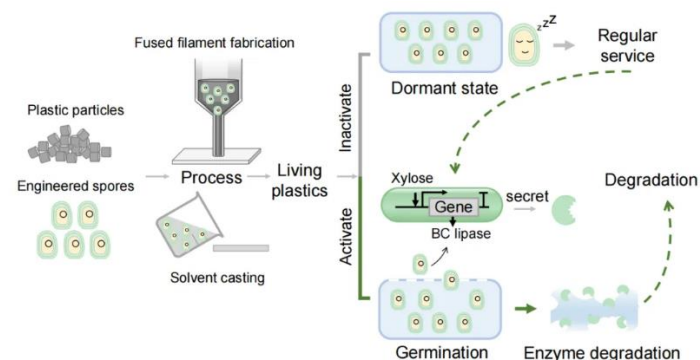 Fused filament fabrication
Plastic particles
Engineered spores
Process
Solvent casting
Living
plastics
Inactivate
Activate
zzZ
Dormant state
Regular
service
Xylose
Gene
BC lipase
secret
Degradation
Germination
Enzyme degradation